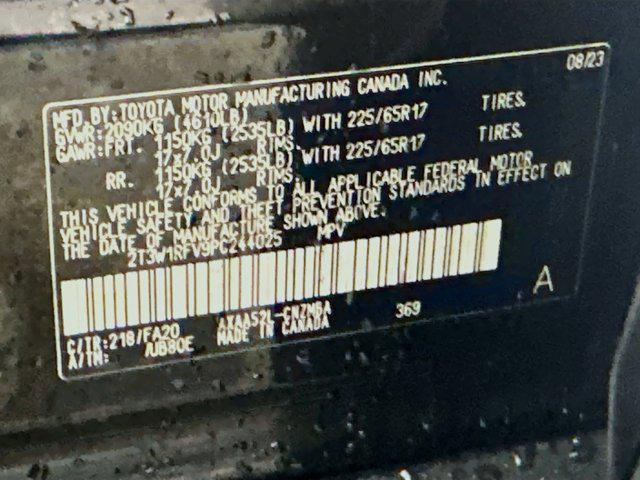 08/23
MFD. BY: TOYOTA MOTOR MANUFACTURING CANADA INC.
GVWR: 2090KG (4610LB)
GAWR: FRT. 1150KG (2535LB) WITH 225/65R17 TIRES.
17x7.0J RIMS.
RR. 1150KG (2535LB) WITH 225/65R17 TIRES.
17x7.0J RIMS.
THIS VEHICLE CONFORMS TO ALL APPLICABLE FEDERAL MOTOR
VEHICLE SAFETY AND THEFT PREVENTION STANDARDS IN EFFECT ON
THE DATE OF MANUFACTURE SHOWN ABOVE.
2T3W1RFV9PC244025 MPV
A
C/TR: 218/FA20 AXAA52L-CNZMBA 369
A/TM: /UB80E MADE IN CANADA